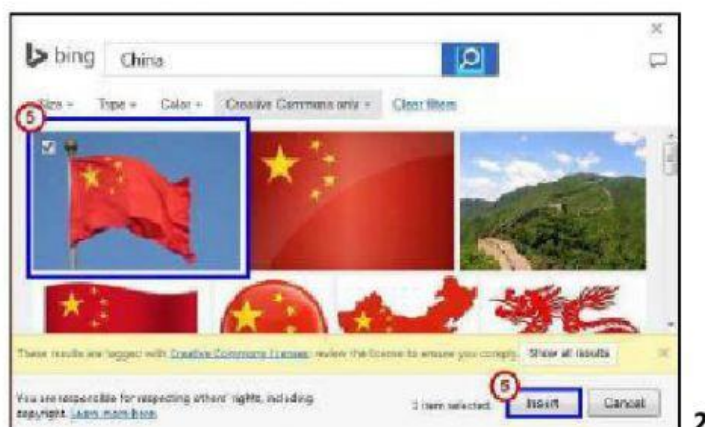 bing China
Size Type Color Creative Commons only Clear filters
5
These results are tagged with Creative Commons licenses, review the license to ensure you comply. Show all results
You are responsible for respecting others' rights, including
copyright. Learn more here.
1 item selected.
5
Insert Cancel
2